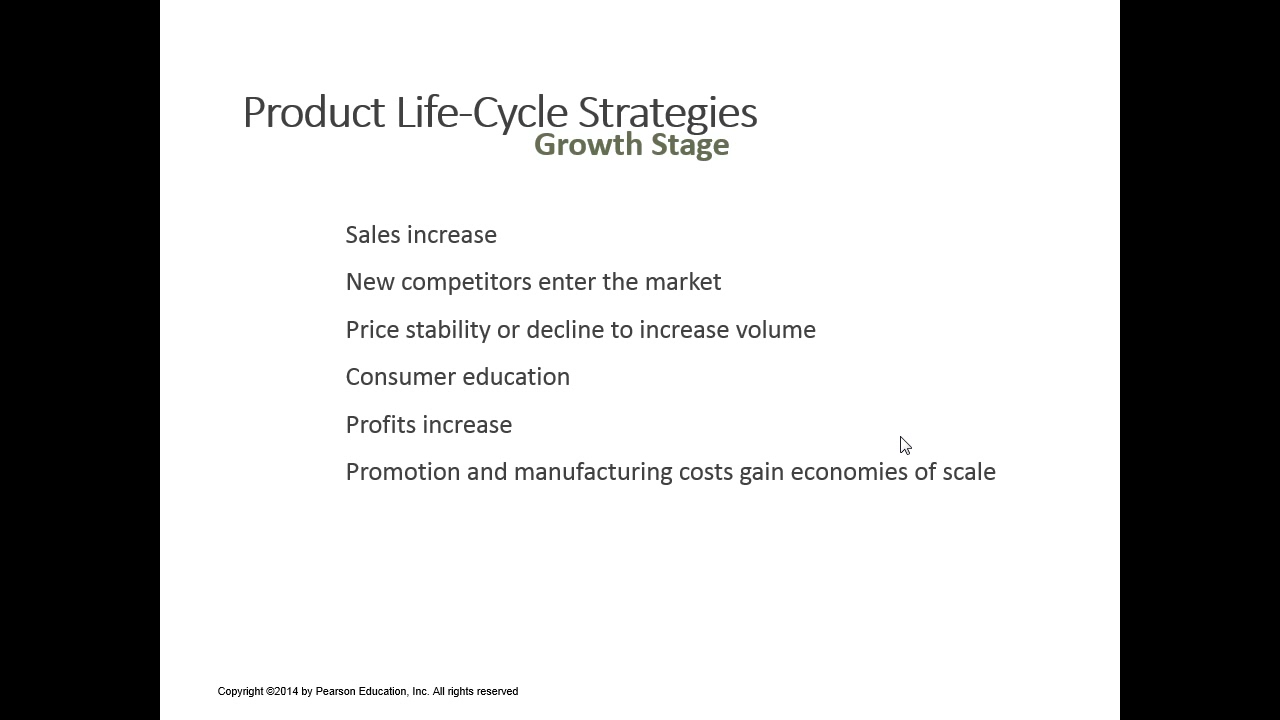 Product Life-Cycle Strategies
Growth Stage
Sales increase
New competitors enter the market
Price stability or decline to increase volume
Consumer education
Profits increase
Promotion and manufacturing costs gain economies of scale
Copyright ©2014 by Pearson Education, Inc. All rights reserved